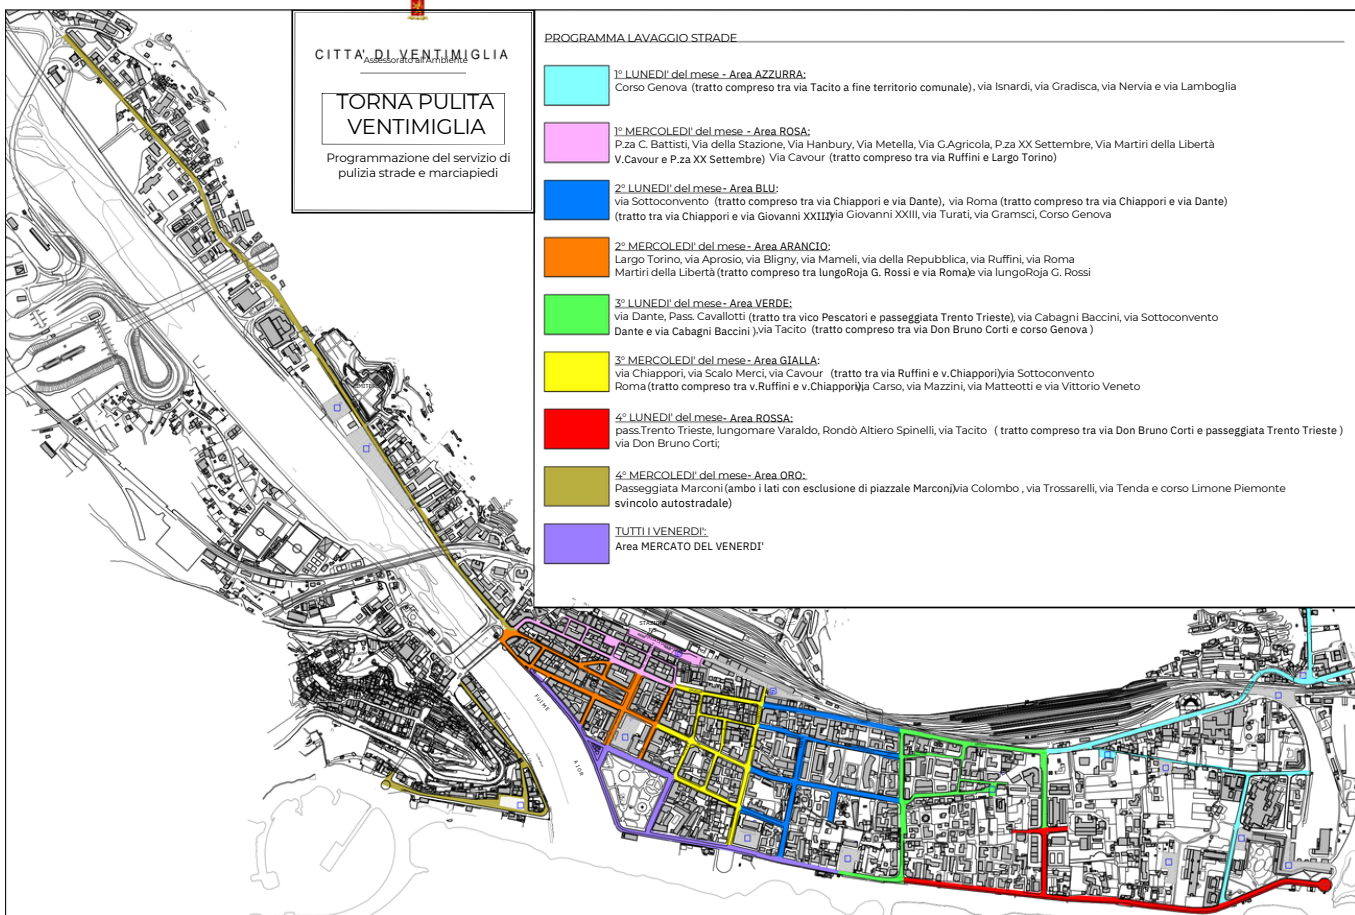 CITTA' DI VENTIMIGLIA
Assessorato all'Ambiente
TORNA PULITA
VENTIMIGLIA
Programmazione del servizio di
pulizia strade e marciapiedi
PROGRAMMA LAVAGGIO STRADE
1° LUNEDI' del mese - Area AZZURRA:
Corso Genova (tratto compreso tra via Tacito a fine territorio comunale), via Isnardi, via Gradisca, via Nervia e via Lamboglia
1° MERCOLEDI' del mese - Area ROSA:
P.za C. Battisti, Via della Stazione, Via Hanbury, Via Metella, Via G.Agricola, P.za XX Settembre, Via Martiri della Libertà
V.Cavour e P.za XX Settembre) Via Cavour (tratto compreso tra via Ruffini e Largo Torino)
2° LUNEDI' del mese - Area BLU:
via Sottoconvento (tratto compreso tra via Chiappori e via Dante), via Roma (tratto compreso tra via Chiappori e via Dante)
(tratto tra via Chiappori e via Giovanni XXIII) via Giovanni XXIII, via Turati, via Gramsci, Corso Genova
2° MERCOLEDI' del mese - Area ARANCIO:
Largo Torino, via Aprosio, via Bligny, via Mameli, via della Repubblica, via Ruffini, via Roma
Martiri della Libertà (tratto compreso tra lungoRoja G. Rossi e via Roma) e via lungoRoja G. Rossi
3° LUNEDI' del mese - Area VERDE:
via Dante, Pass. Cavallotti (tratto tra vico Pescatori e passeggiata Trento Trieste), via Cabagni Baccini, via Sottoconvento
Dante e via Cabagni Baccini ), via Tacito (tratto compreso tra via Don Bruno Corti e corso Genova )
3° MERCOLEDI' del mese - Area GIALLA:
via Chiappori, via Scalo Merci, via Cavour (tratto tra via Ruffini e v.Chiappori), via Sottoconvento
Roma (tratto compreso tra v.Ruffini e v.Chiappori), via Carso, via Mazzini, via Matteotti e via Vittorio Veneto
4° LUNEDI' del mese - Area ROSSA:
pass.Trento Trieste, lungomare Varaldo, Rondò Altiero Spinelli, via Tacito ( tratto compreso tra via Don Bruno Corti e passeggiata Trento Trieste )
via Don Bruno Corti;
4° MERCOLEDI' del mese - Area ORO:
Passeggiata Marconi (ambo i lati con esclusione di piazzale Marconi) via Colombo , via Trossarelli, via Tenda e corso Limone Piemonte
svincolo autostradale)
TUTTI I VENERDI':
Area MERCATO DEL VENERDI'
STAZIONE
FUIME
AIOR